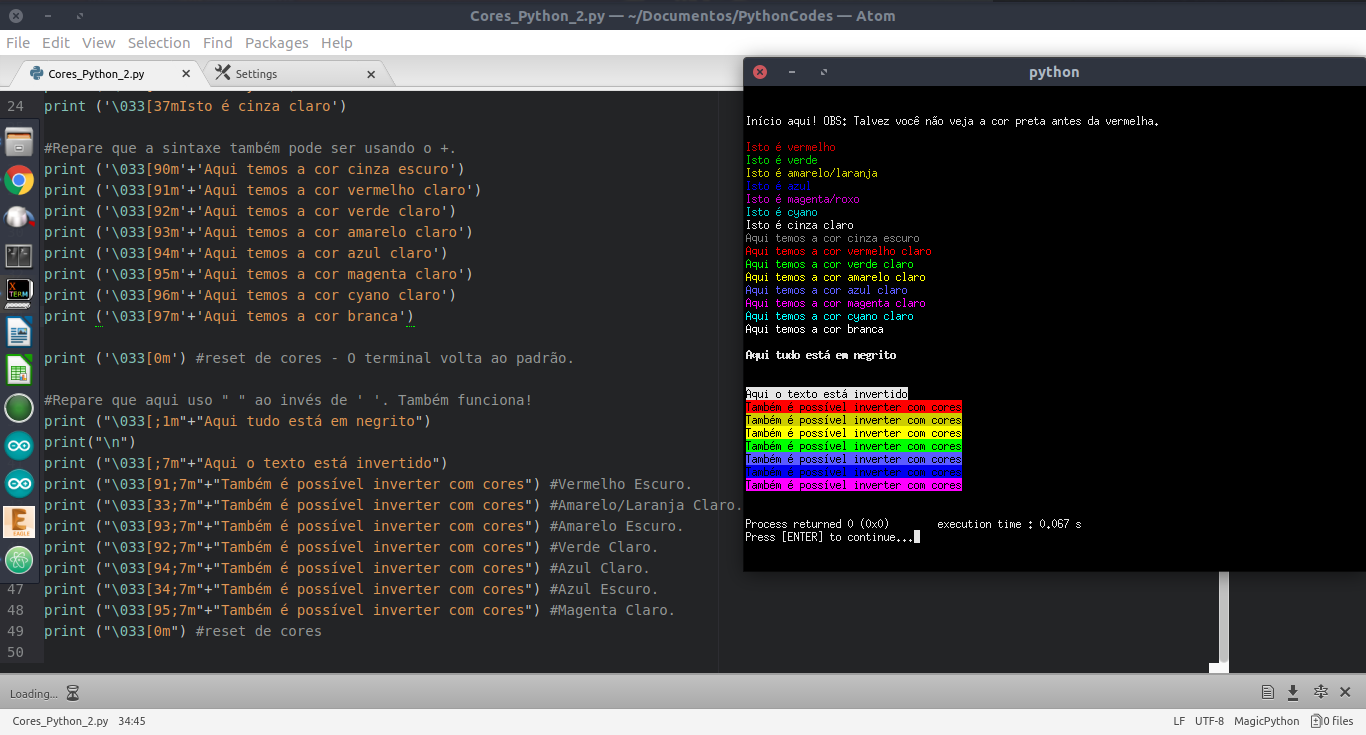 Cores_Python_2.py — ~/Documentos/PythonCodes — Atom
File Edit View Selection Find Packages Help
Cores_Python_2.py
Settings
24 print ('\033[37mIsto é cinza claro')
#Repare que a sintaxe também pode ser usando o +.
print ('\033[90m'+'Aqui temos a cor cinza escuro')
print ('\033[91m'+'Aqui temos a cor vermelho claro')
print ('\033[92m'+'Aqui temos a cor verde claro')
print ('\033[93m'+'Aqui temos a cor amarelo claro')
print ('\033[94m'+'Aqui temos a cor azul claro')
print ('\033[95m'+'Aqui temos a cor magenta claro')
print ('\033[96m'+'Aqui temos a cor cyano claro')
print ('\033[97m'+'Aqui temos a cor branca')
print ('\033[0m') #reset de cores - O terminal volta ao padrão.
#Repare que aqui uso " " ao invés de ' '. Também funciona!
print ("\033[;1m"+"Aqui tudo está em negrito")
print("\n")
print ("\033[;7m"+"Aqui o texto está invertido")
print ("\033[91;7m"+"Também é possível inverter com cores") #Vermelho Escuro.
print ("\033[33;7m"+"Também é possível inverter com cores") #Amarelo/Laranja Claro.
print ("\033[93;7m"+"Também é possível inverter com cores") #Amarelo Escuro.
print ("\033[92;7m"+"Também é possível inverter com cores") #Verde Claro.
print ("\033[94;7m"+"Também é possível inverter com cores") #Azul Claro.
47 print ("\033[34;7m"+"Também é possível inverter com cores") #Azul Escuro.
48 print ("\033[95;7m"+"Também é possível inverter com cores") #Magenta Claro.
49 print ("\033[0m") #reset de cores
50
X
TERM
E
EAGLE
python
Início aqui! OBS: Talvez você não veja a cor preta antes da vermelha.
Isto é vermelho
Isto é verde
Isto é amarelo/laranja
Isto é azul
Isto é magenta/roxo
Isto é cyano
Isto é cinza claro
Aqui temos a cor cinza escuro
Aqui temos a cor vermelho claro
Aqui temos a cor verde claro
Aqui temos a cor amarelo claro
Aqui temos a cor azul claro
Aqui temos a cor magenta claro
Aqui temos a cor cyano claro
Aqui temos a cor branca
Aqui tudo está em negrito
Aqui o texto está invertido
Também é possível inverter com cores
Também é possível inverter com cores
Também é possível inverter com cores
Também é possível inverter com cores
Também é possível inverter com cores
Também é possível inverter com cores
Também é possível inverter com cores
Process returned 0 (0x0) execution time : 0.067 s
Press [ENTER] to continue...
Loading...
Cores_Python_2.py 34:45
LF UTF-8 MagicPython 0 files